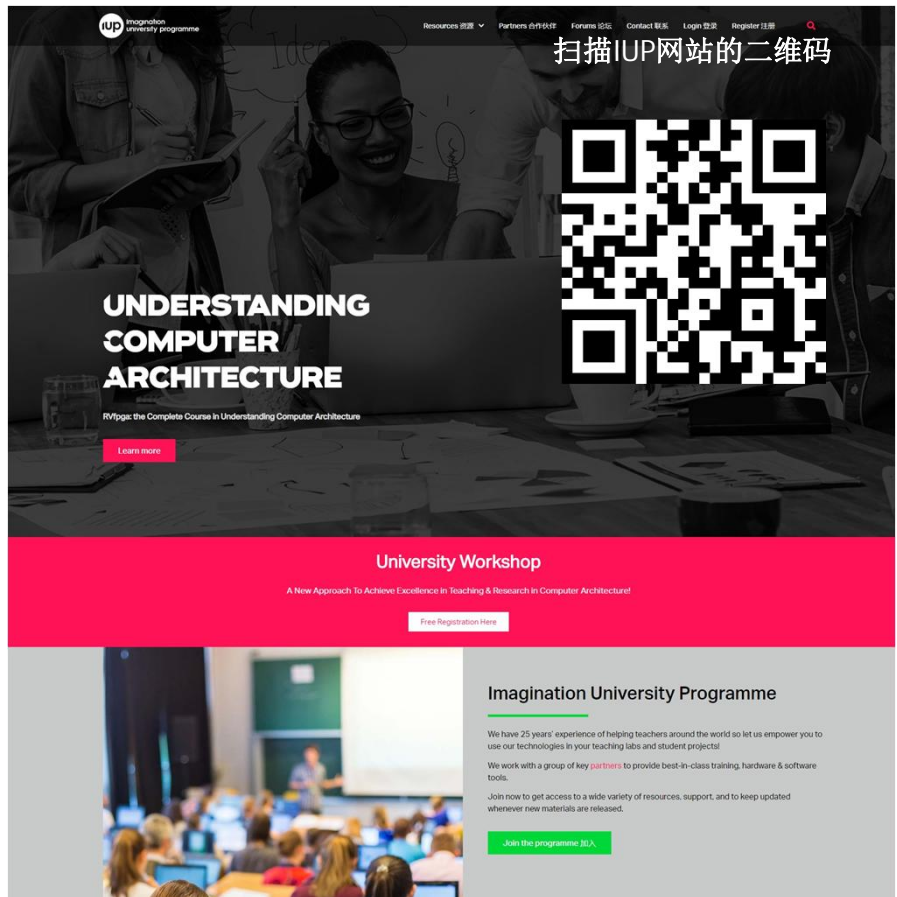 iup
Imagination
university programme
Resources 资源
Partners 合作伙伴
Forums 论坛
Contact 联系
Login 登录
Register 注册
扫描IUP网站的二维码
Idea
UNDERSTANDING
COMPUTER
ARCHITECTURE
RVfpga: the Complete Course in Understanding Computer Architecture
Learn more
University Workshop
A New Approach To Achieve Excellence in Teaching & Research in Computer Architecture!
Free Registration Here
Imagination University Programme
We have 25 years' experience of helping teachers around the world so let us empower you to
use our technologies in your teaching labs and student projects!
We work with a group of key partners to provide best-in-class training, hardware & software
tools.
Join now to get access to a wide variety of resources, support, and to keep updated
whenever new materials are released.
Join the programme 加入